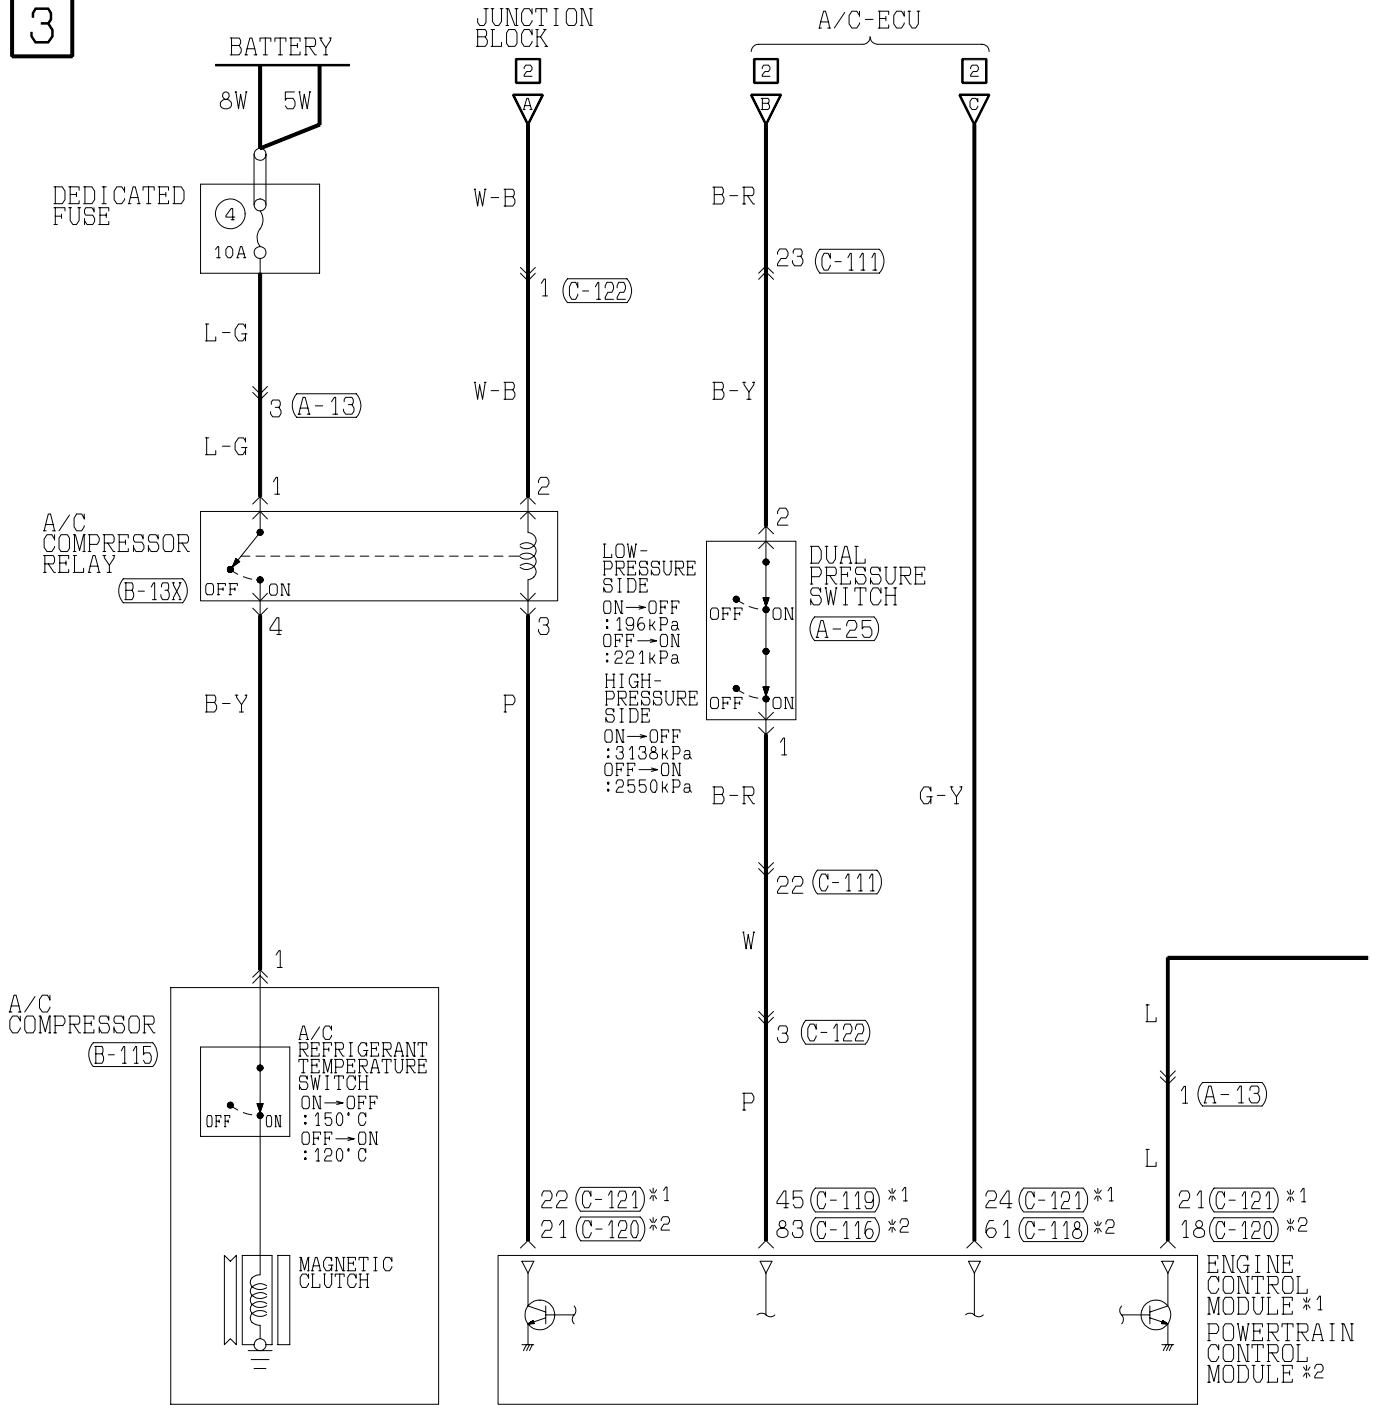 3
BATTERY
JUNCTION
BLOCK
A/C-ECU
2
2
2
A
B
C
8W
5W
DEDICATED
FUSE
4
10A
W-B
B-R
23 (C-111)
1 (C-122)
L-G
3 (A-13)
W-B
B-Y
L-G
1
2
A/C
COMPRESSOR
RELAY
(B-13X)
OFF
ON
4
3
2
LOW-
PRESSURE
SIDE
ON→OFF
:196kPa
OFF→ON
:221kPa
HIGH-
PRESSURE
SIDE
ON→OFF
:3138kPa
OFF→ON
:2550kPa
OFF
ON
OFF
ON
DUAL
PRESSURE
SWITCH
(A-25)
1
B-Y
P
B-R
G-Y
22 (C-111)
W
3 (C-122)
P
1
A/C
COMPRESSOR
(B-115)
A/C
REFRIGERANT
TEMPERATURE
SWITCH
ON→OFF
:150°C
OFF→ON
:120°C
OFF
ON
MAGNETIC
CLUTCH
L
1 (A-13)
L
22 (C-121) *1
21 (C-120) *2
45 (C-119) *1
83 (C-116) *2
24 (C-121) *1
61 (C-118) *2
21 (C-121) *1
18 (C-120) *2
ENGINE
CONTROL
MODULE *1
POWERTRAIN
CONTROL
MODULE *2